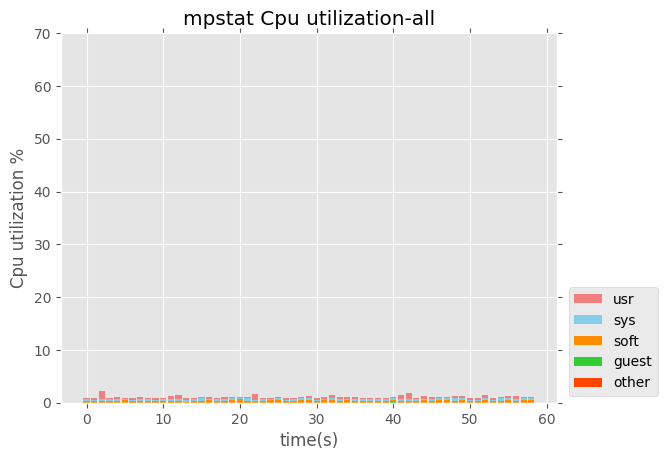 mpstat Cpu utilization-all
70
60
50
40
30
20
10
0
Cpu utilization %
0 10 20 30 40 50 60
time(s)
usr
sys
soft
guest
other